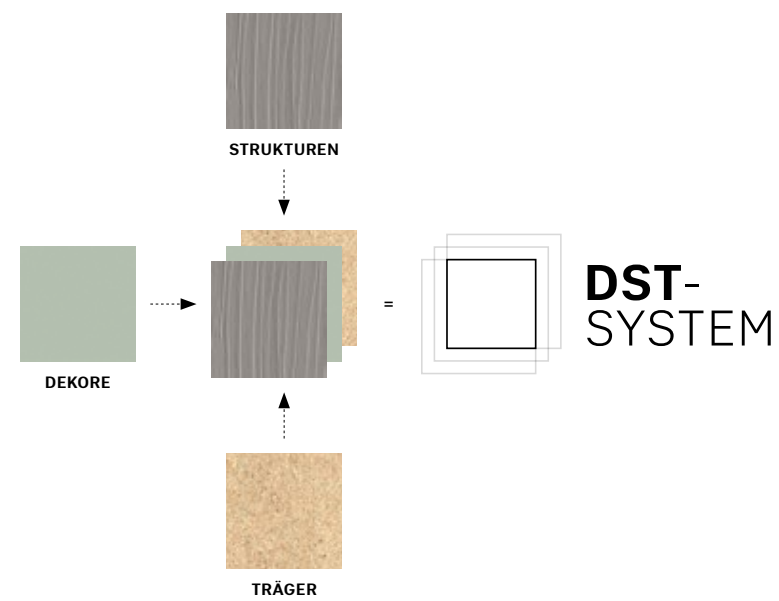 STRUKTUREN
DEKORE
=
DST-
SYSTEM
TRÄGER